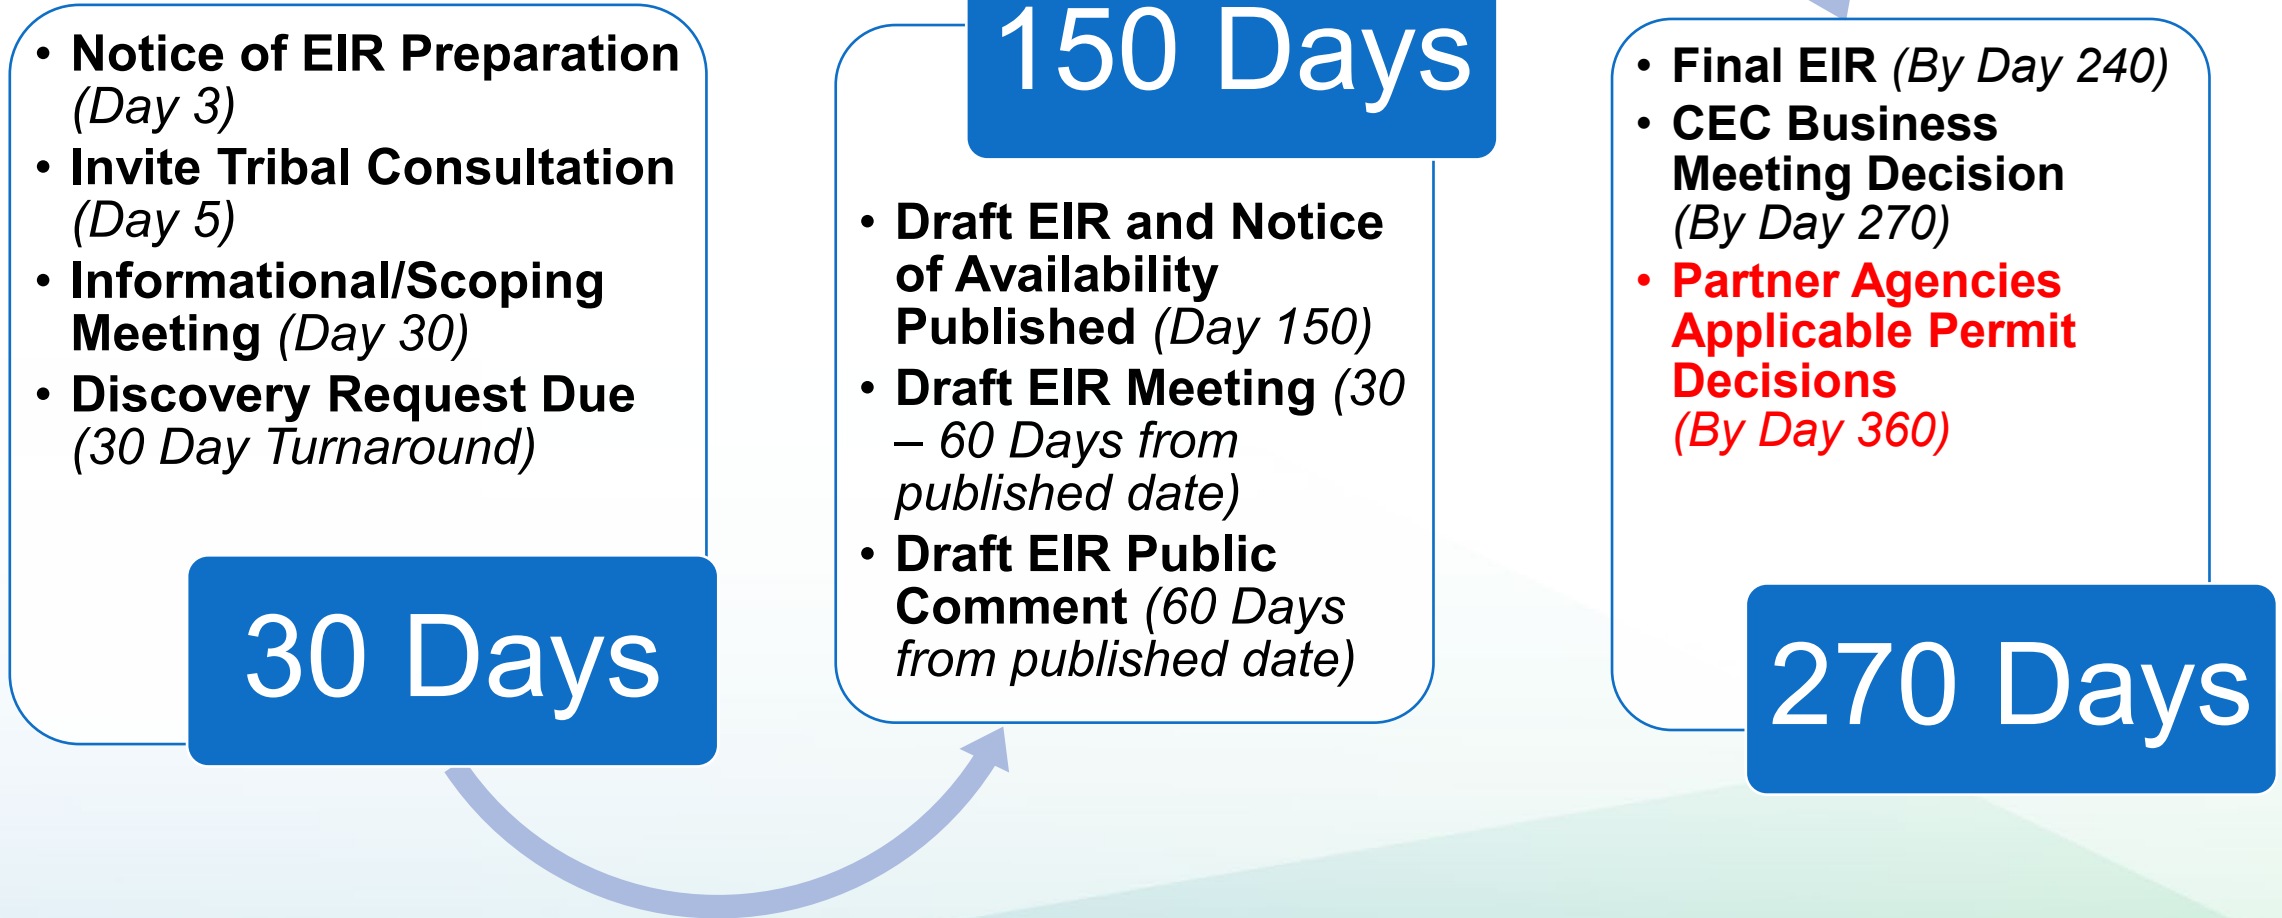 • Notice of EIR Preparation
(Day 3)
• Invite Tribal Consultation
(Day 5)
• Informational/Scoping
Meeting (Day 30)
• Discovery Request Due
(30 Day Turnaround)
30 Days
150 Days
• Draft EIR and Notice
of Availability
Published (Day 150)
• Draft EIR Meeting (30
– 60 Days from
published date)
• Draft EIR Public
Comment (60 Days
from published date)
• Final EIR (By Day 240)
• CEC Business
Meeting Decision
(By Day 270)
• Partner Agencies
Applicable Permit
Decisions
(By Day 360)
270 Days